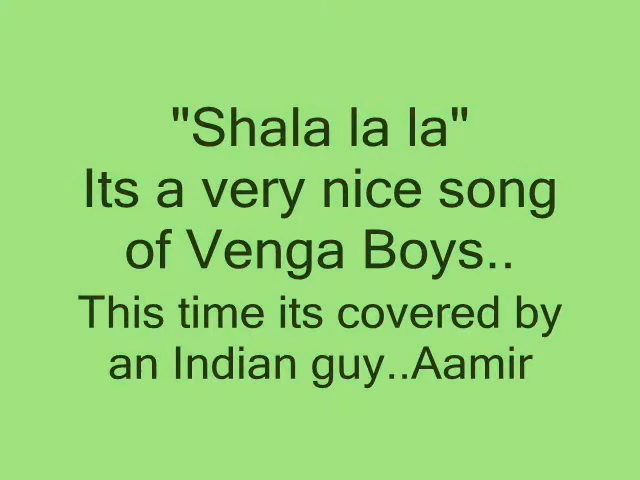 "Shala la la"
Its a very nice song
of Venga Boys..
This time its covered by
an Indian guy..Aamir